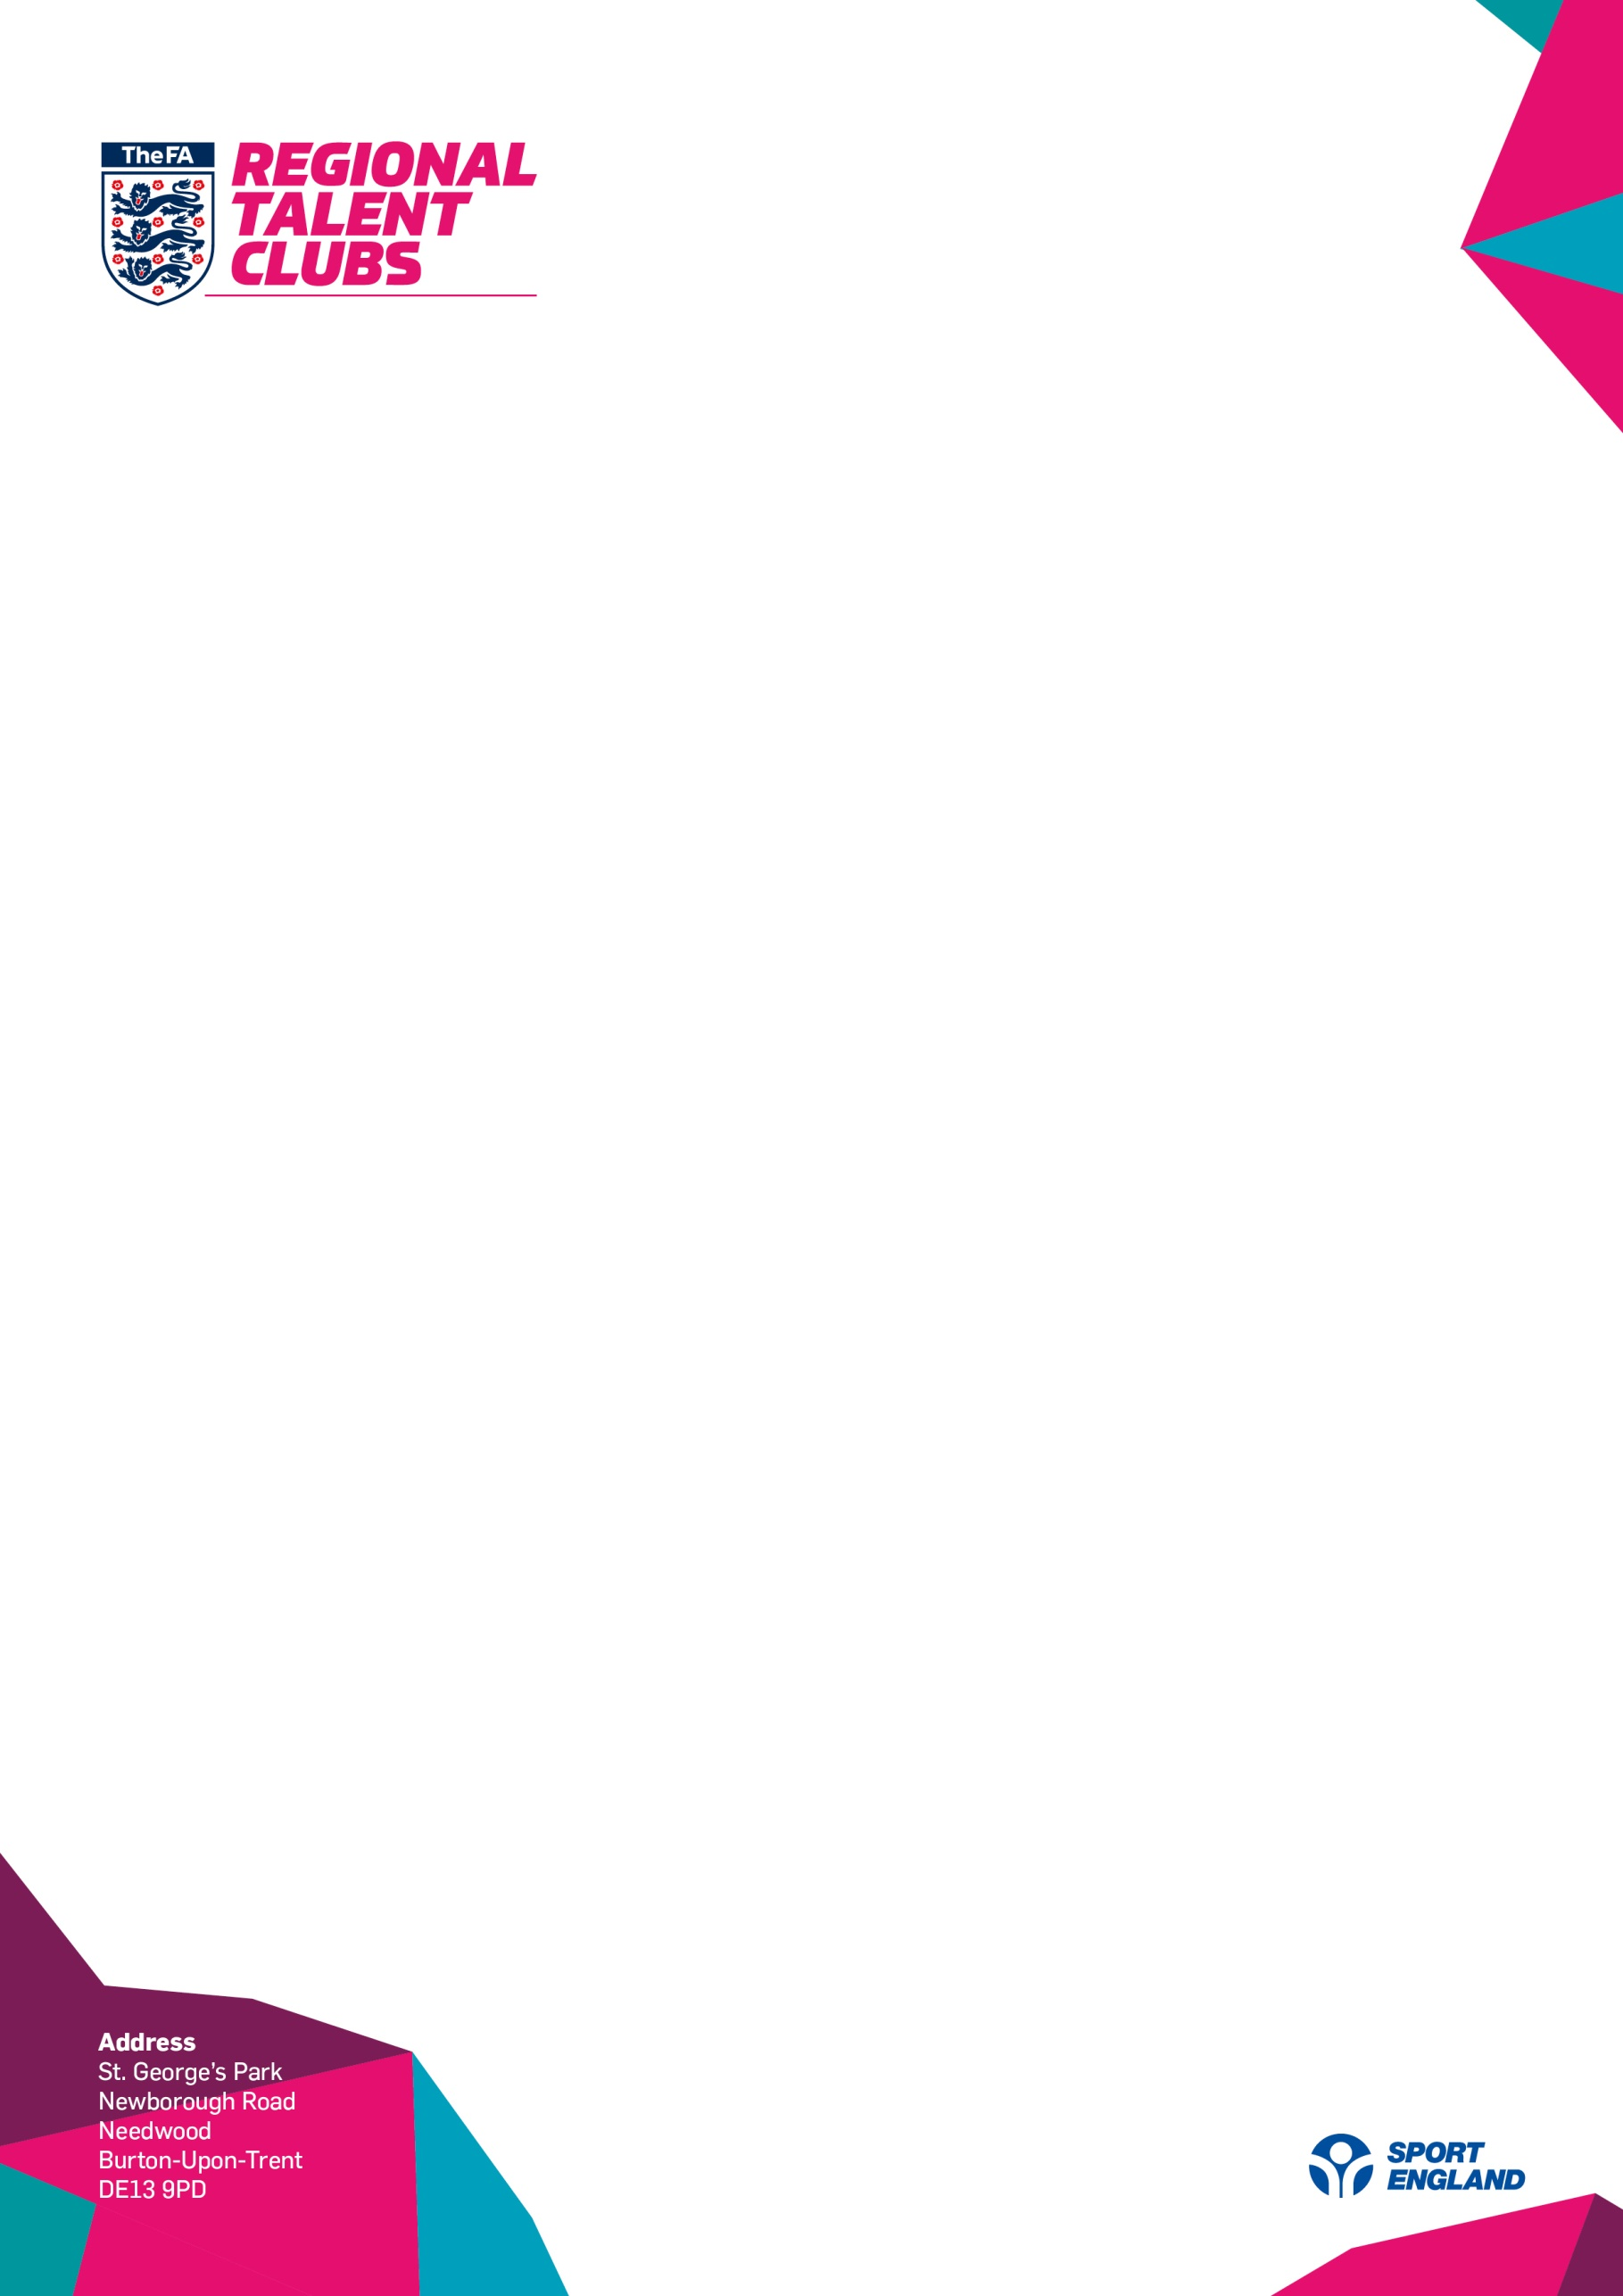 The FA
REGIONAL
TALENT
CLUBS
Address
St. George's Park
Newborough Road
Needwood
Burton-Upon-Trent
DE13 9PD
SPORT
ENGLAND